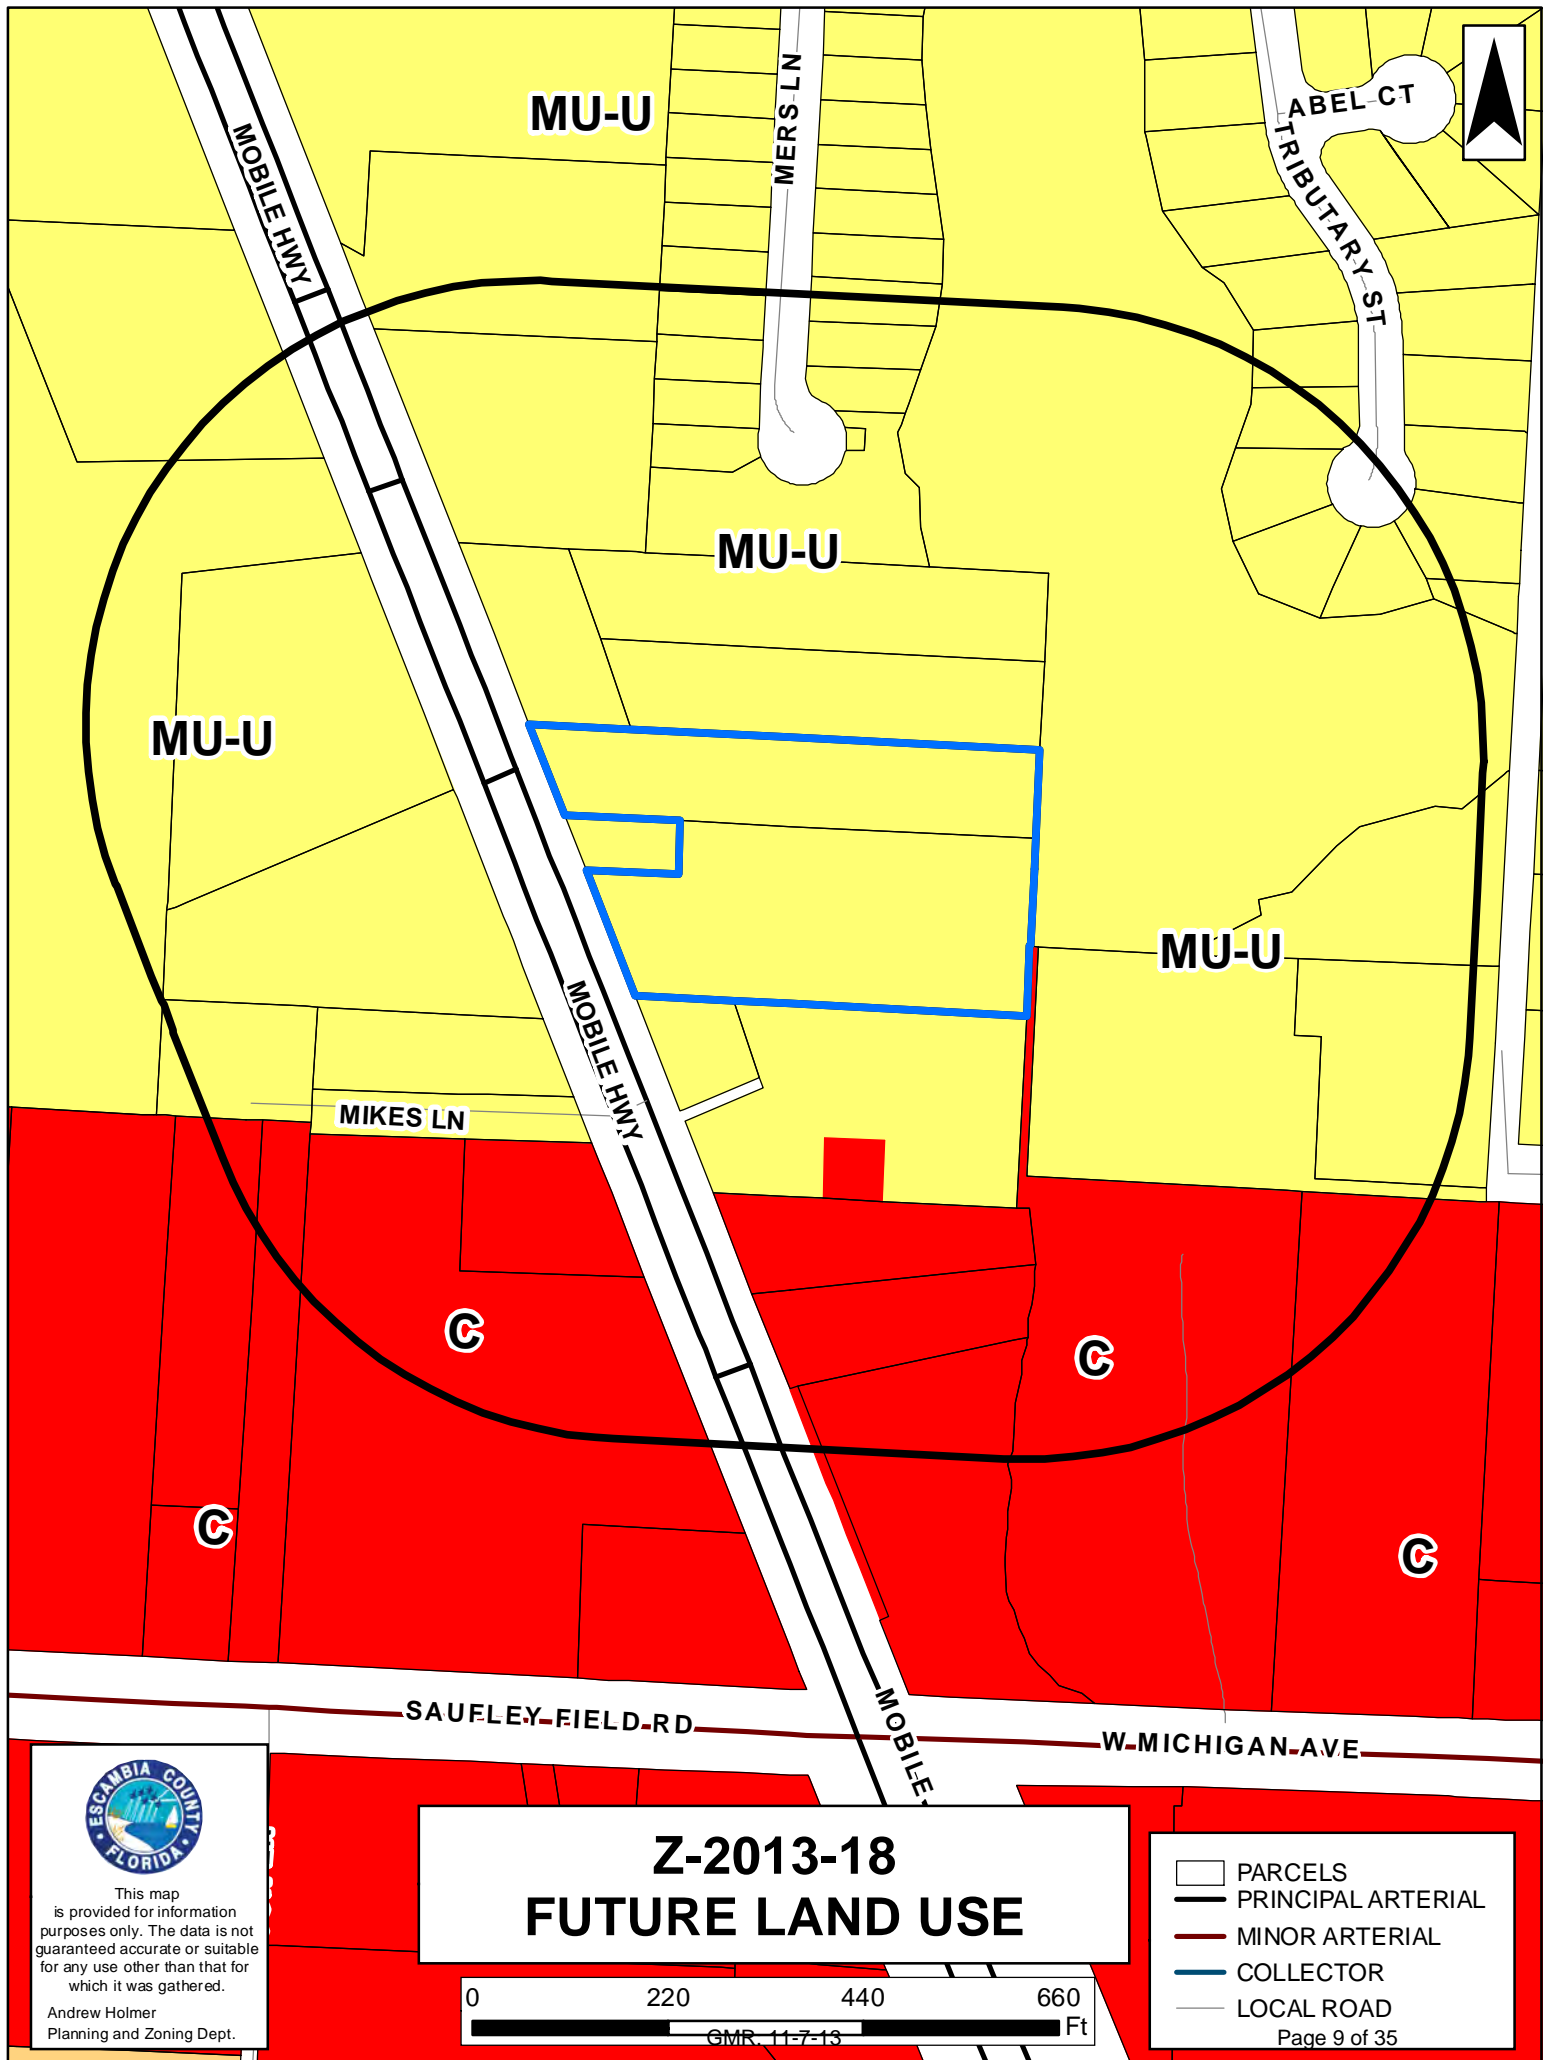 MU-U
MERS LN
ABEL CT
TRIBUTARY ST
MOBILE HWY
MU-U
MU-U
MU-U
MOBILE HWY
MIKES LN
C
C
C
C
SAUFLEY FIELD RD
W MICHIGAN AVE
MOBILE
ESCAMBIA COUNTY
FLORIDA
This map
is provided for information
purposes only. The data is not
guaranteed accurate or suitable
for any use other than that for
which it was gathered.
Andrew Holmer
Planning and Zoning Dept.
Z-2013-18
FUTURE LAND USE
0 220 440 660
Ft
GMR. 11-7-13
PARCELS
PRINCIPAL ARTERIAL
MINOR ARTERIAL
COLLECTOR
LOCAL ROAD
Page 9 of 35